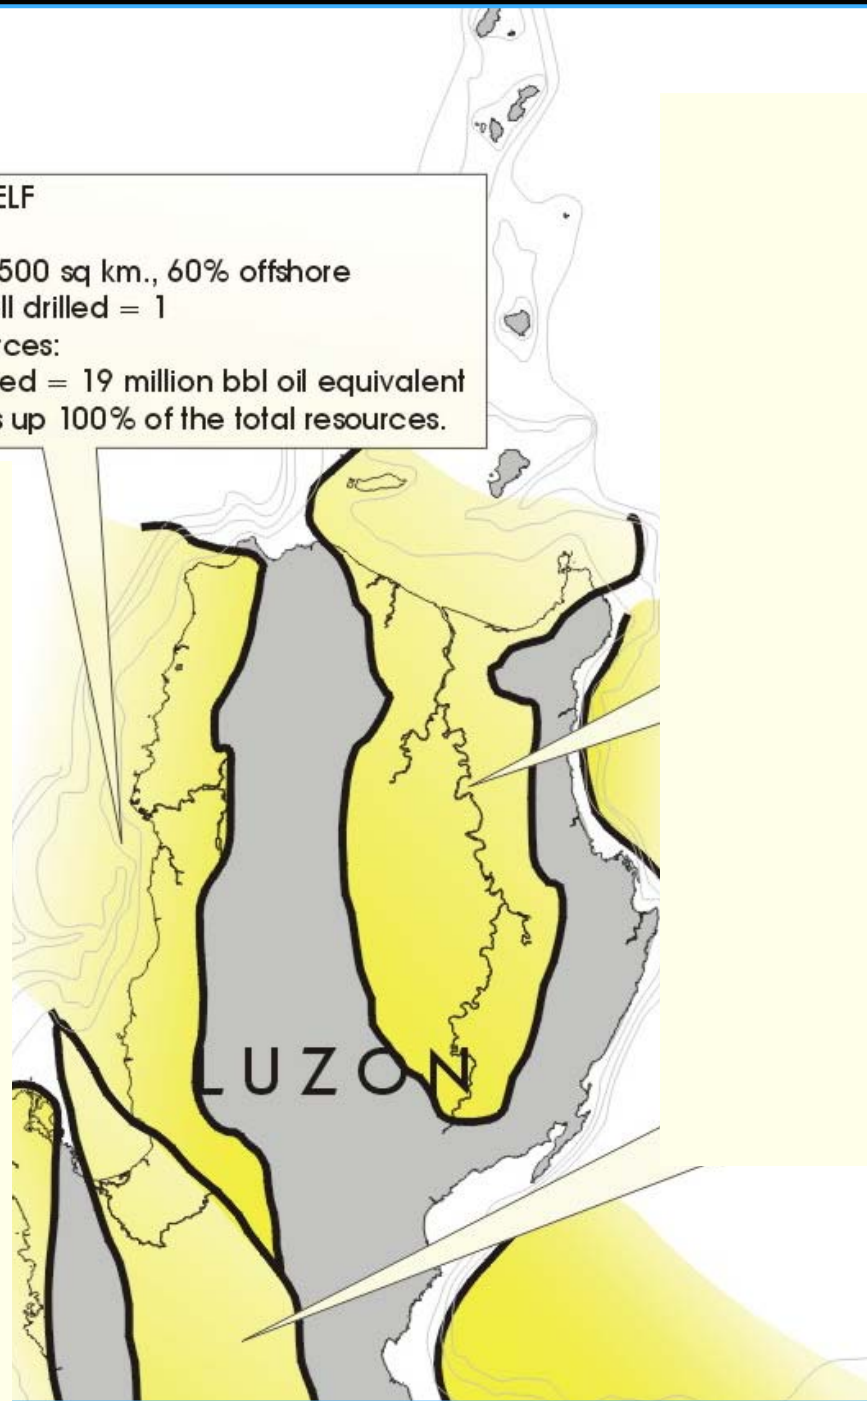 ELF
500 sq km., 60% offshore
ll drilled = 1
rces:
ed = 19 million bbl oil equivalent
s up 100% of the total resources.
LUZON